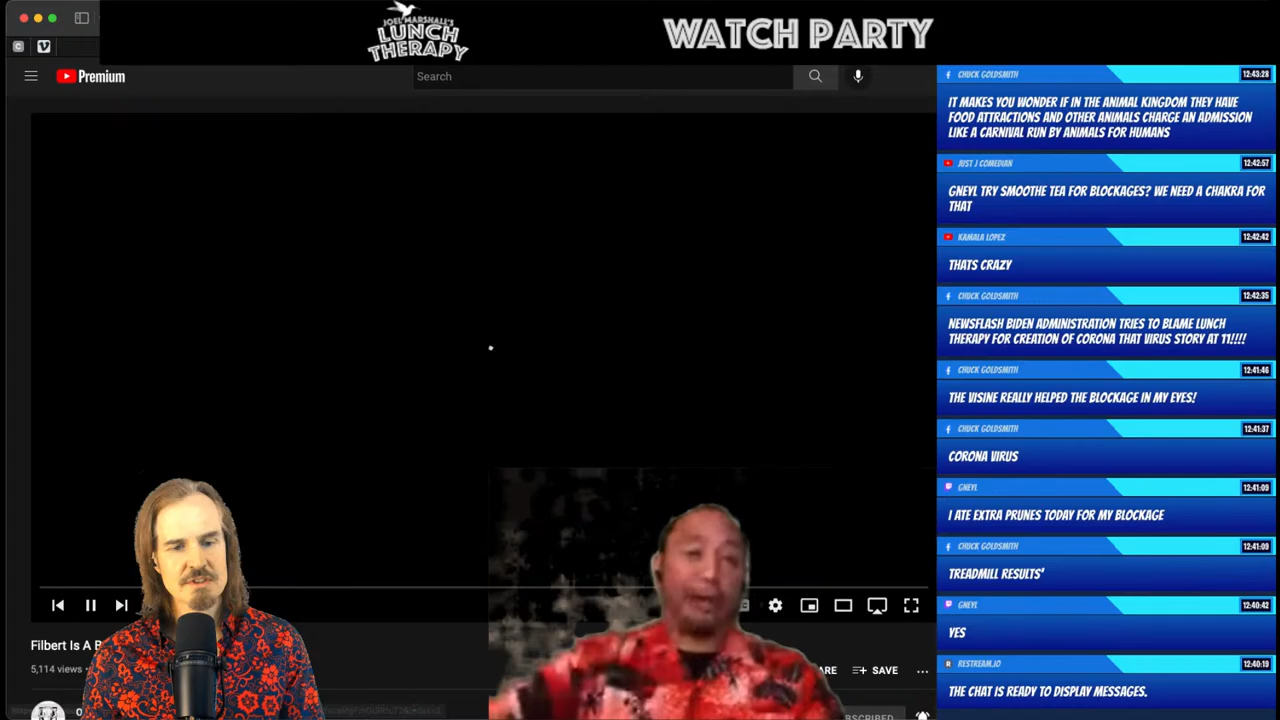 JOEL MARSHALL'S
LUNCH
THERAPY
WATCH PARTY
Premium
Search
CHUCK GOLDSMITH
12:43:28
IT MAKES YOU WONDER IF IN THE ANIMAL KINGDOM THEY HAVE
FOOD ATTRACTIONS AND OTHER ANIMALS CHARGE AN ADMISSION
LIKE A CARNIVAL RUN BY ANIMALS FOR HUMANS
JUST J COMEDIAN
12:42:57
GNEYL TRY SMOOTHE TEA FOR BLOCKAGES? WE NEED A CHAKRA FOR
THAT
KAMALA LOPEZ
12:42:42
THATS CRAZY
CHUCK GOLDSMITH
12:42:35
NEWSFLASH BIDEN ADMINISTRATION TRIES TO BLAME LUNCH
THERAPY FOR CREATION OF CORONA THAT VIRUS STORY AT 11!!!!
CHUCK GOLDSMITH
12:41:46
THE VISINE REALLY HELPED THE BLOCKAGE IN MY EYES!
CHUCK GOLDSMITH
12:41:37
CORONA VIRUS
GNEYL
12:41:09
I ATE EXTRA PRUNES TODAY FOR MY BLOCKAGE
CHUCK GOLDSMITH
12:41:09
TREADMILL RESULTS'
GNEYL
12:40:42
YES
RESTREAM.IO
12:40:19
THE CHAT IS READY TO DISPLAY MESSAGES.
Filbert Is A B
5,114 views
ARE
SAVE
SCRIBED